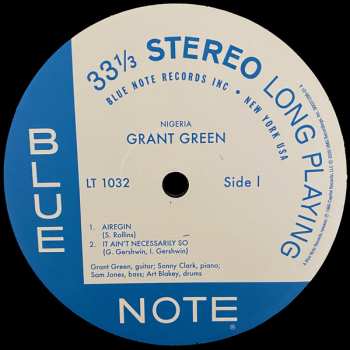 33 1/3 STEREO LONG PLAYING
BLUE NOTE RECORDS INC • NEW YORK USA
NIGERIA
GRANT GREEN
LT 1032
Side I
1. AIREGIN
(S. Rollins)
2. IT AIN'T NECESSARILY SO
(G. Gershwin, I. Gershwin)
Grant Green, guitar; Sonny Clark, piano;
Sam Jones, bass; Art Blakey, drums
BLUE
NOTE
®